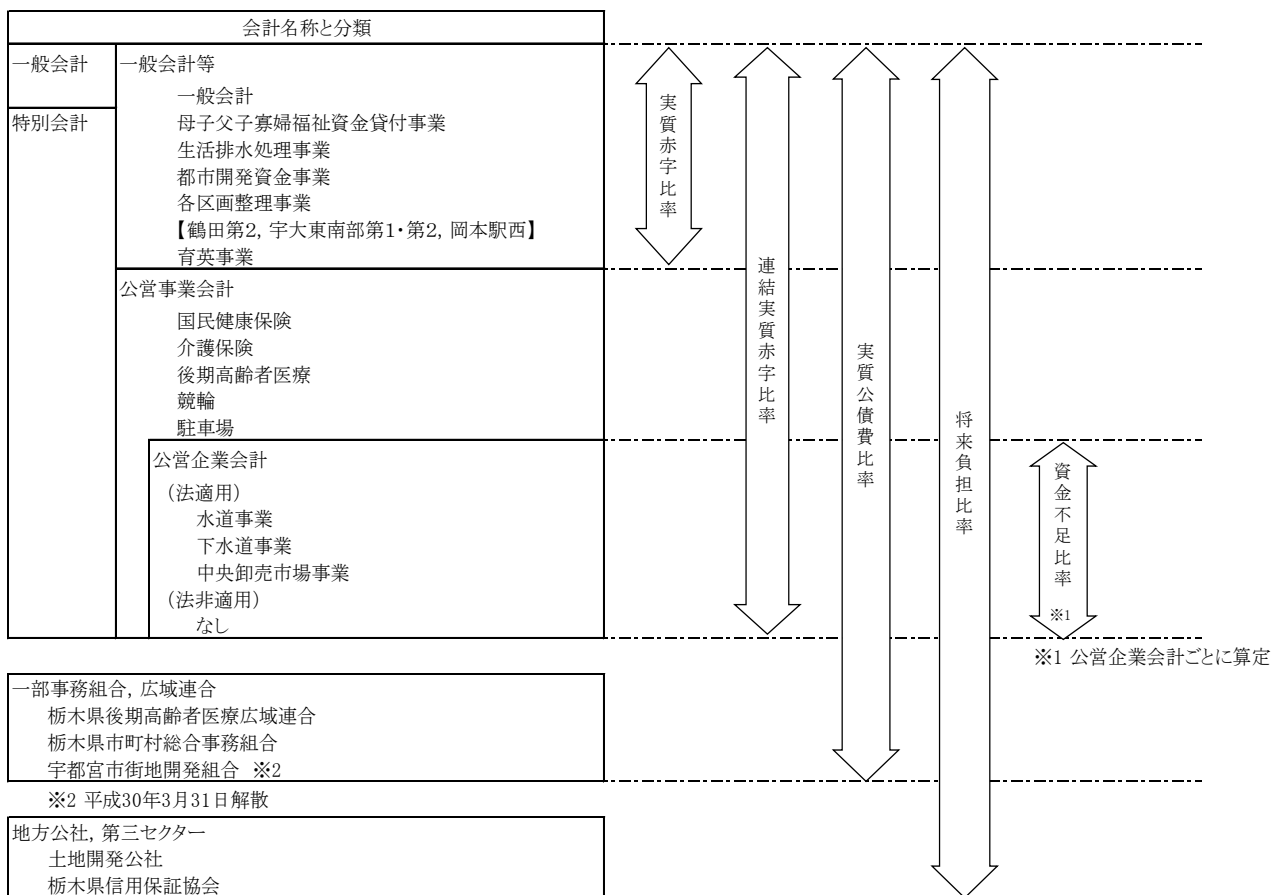 会計名称と分類
一般会計
一般会計等
一般会計
特別会計
母子父子寡婦福祉資金貸付事業
生活排水処理事業
都市開発資金事業
各区画整理事業
【鶴田第2, 宇大東南部第1・第2, 岡本駅西】
育英事業
公営事業会計
国民健康保険
介護保険
後期高齢者医療
競輪
駐車場
公営企業会計
(法適用)
水道事業
下水道事業
中央卸売市場事業
(法非適用)
なし
実質赤字比率
連結実質赤字比率
実質公債費比率
将来負担比率
資金不足比率
※1
※1 公営企業会計ごとに算定
一部事務組合, 広域連合
栃木県後期高齢者医療広域連合
栃木県市町村総合事務組合
宇都宮市街地開発組合 ※2
※2 平成30年3月31日解散
地方公社, 第三セクター
土地開発公社
栃木県信用保証協会